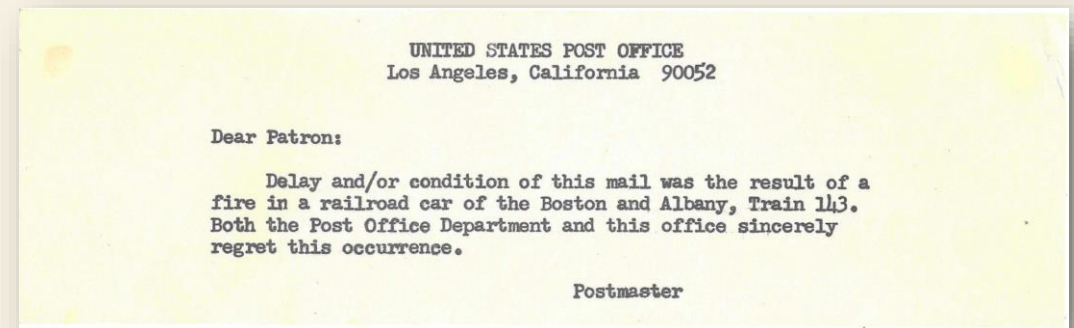 UNITED STATES POST OFFICE
Los Angeles, California 90052
Dear Patron:
Delay and/or condition of this mail was the result of a
fire in a railroad car of the Boston and Albany, Train 143.
Both the Post Office Department and this office sincerely
regret this occurrence.
Postmaster